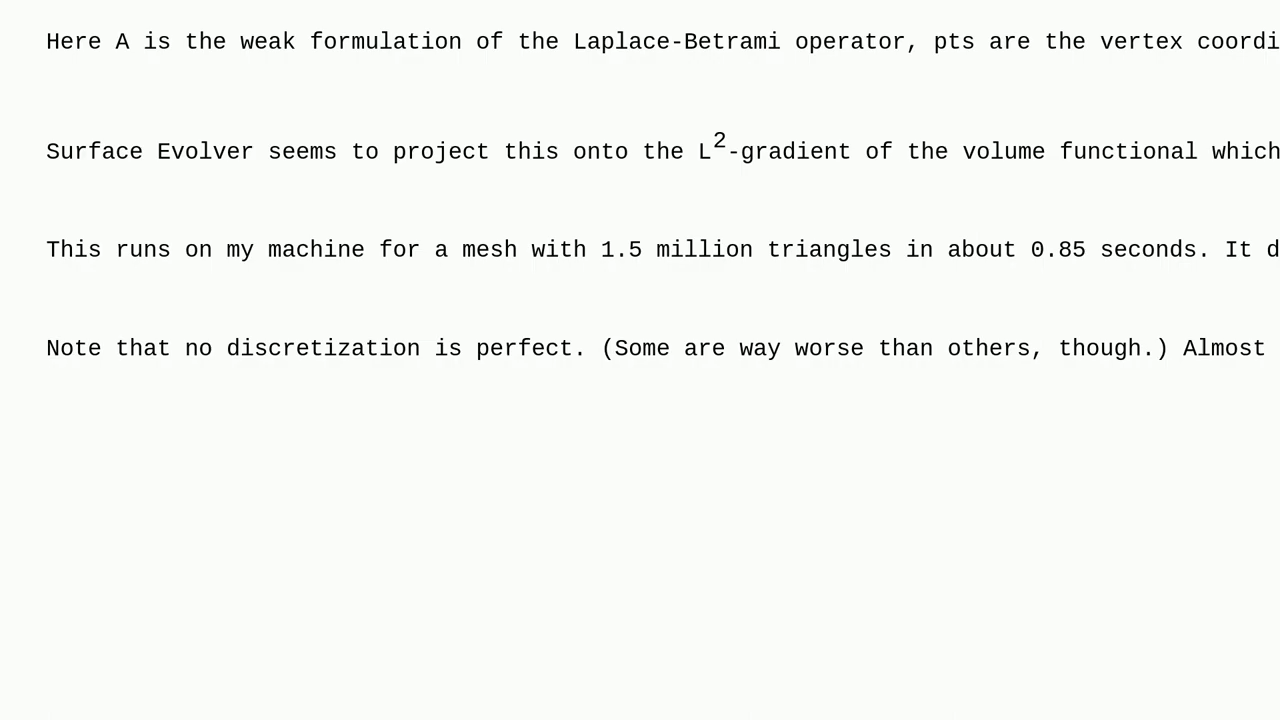 Here A is the weak formulation of the Laplace-Betrami operator, pts are the vertex coordi
Surface Evolver seems to project this onto the L²-gradient of the volume functional which
This runs on my machine for a mesh with 1.5 million triangles in about 0.85 seconds. It d
Note that no discretization is perfect. (Some are way worse than others, though.) Almost